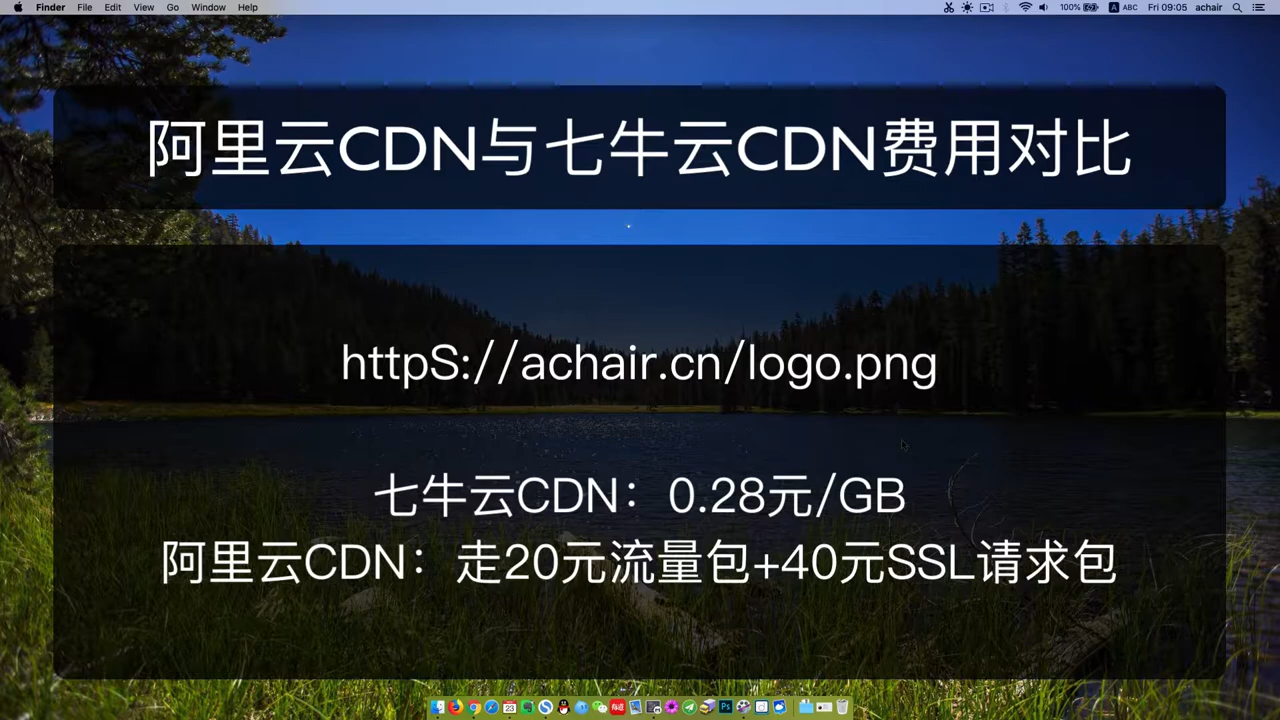 Finder File Edit View Go Window Help 100% A ABC Fri 09:05 achair
阿里云CDN与七牛云CDN费用对比
httpS://achair.cn/logo.png
七牛云CDN：0.28元/GB
阿里云CDN：走20元流量包+40元SSL请求包
23
Ps